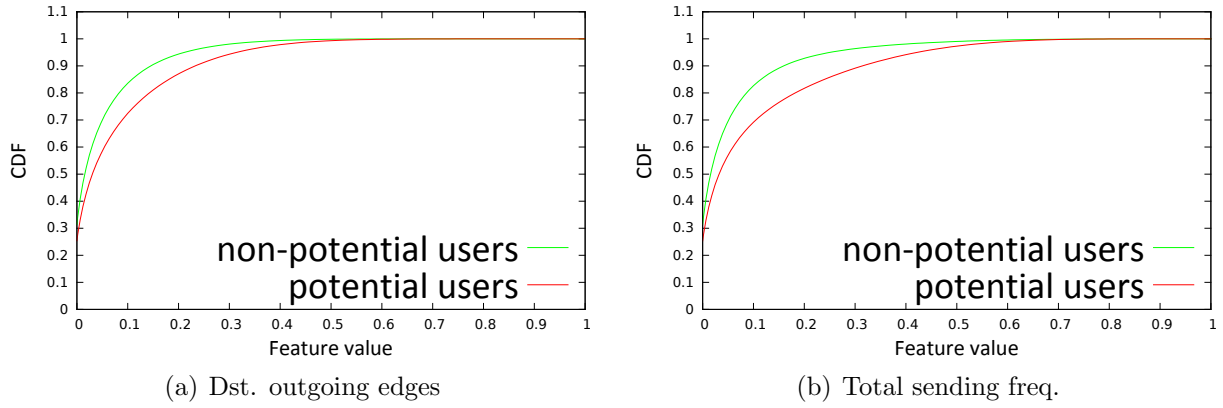 1.1
1
0.9
0.8
0.7
0.6
0.5
0.4
0.3
0.2
0.1
0
CDF
non-potential users
potential users
0 0.1 0.2 0.3 0.4 0.5 0.6 0.7 0.8 0.9 1
Feature value
(a) Dst. outgoing edges
1.1
1
0.9
0.8
0.7
0.6
0.5
0.4
0.3
0.2
0.1
0
CDF
non-potential users
potential users
0 0.1 0.2 0.3 0.4 0.5 0.6 0.7 0.8 0.9 1
Feature value
(b) Total sending freq.